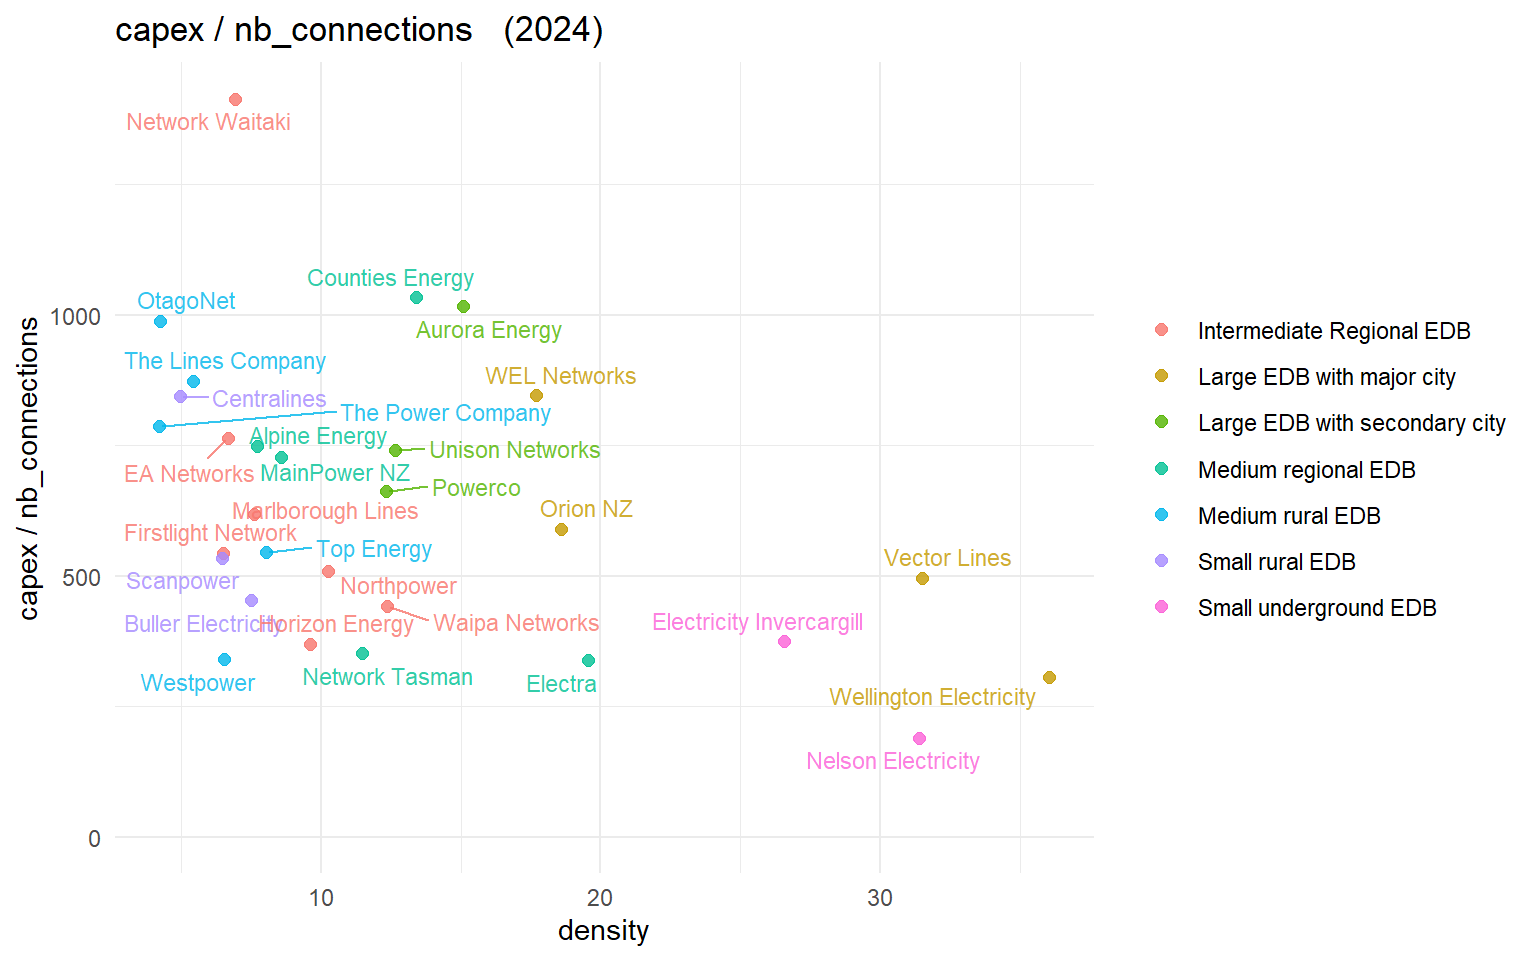 capex / nb_connections (2024)
Network Waitaki
Counties Energy
OtagoNet
Aurora Energy
The Lines Company
WEL Networks
Centralines
The Power Company
Alpine Energy
Unison Networks
EA Networks
MainPower NZ
Powerco
Marlborough Lines
Orion NZ
Firstlight Network
Top Energy
Vector Lines
Scanpower
Northpower
Buller Electricity
Horizon Energy
Waipa Networks
Electricity Invercargill
Westpower
Network Tasman
Electra
Wellington Electricity
Nelson Electricity
1000
500
0
capex / nb_connections
10
20
30
density
Intermediate Regional EDB
Large EDB with major city
Large EDB with secondary city
Medium regional EDB
Medium rural EDB
Small rural EDB
Small underground EDB